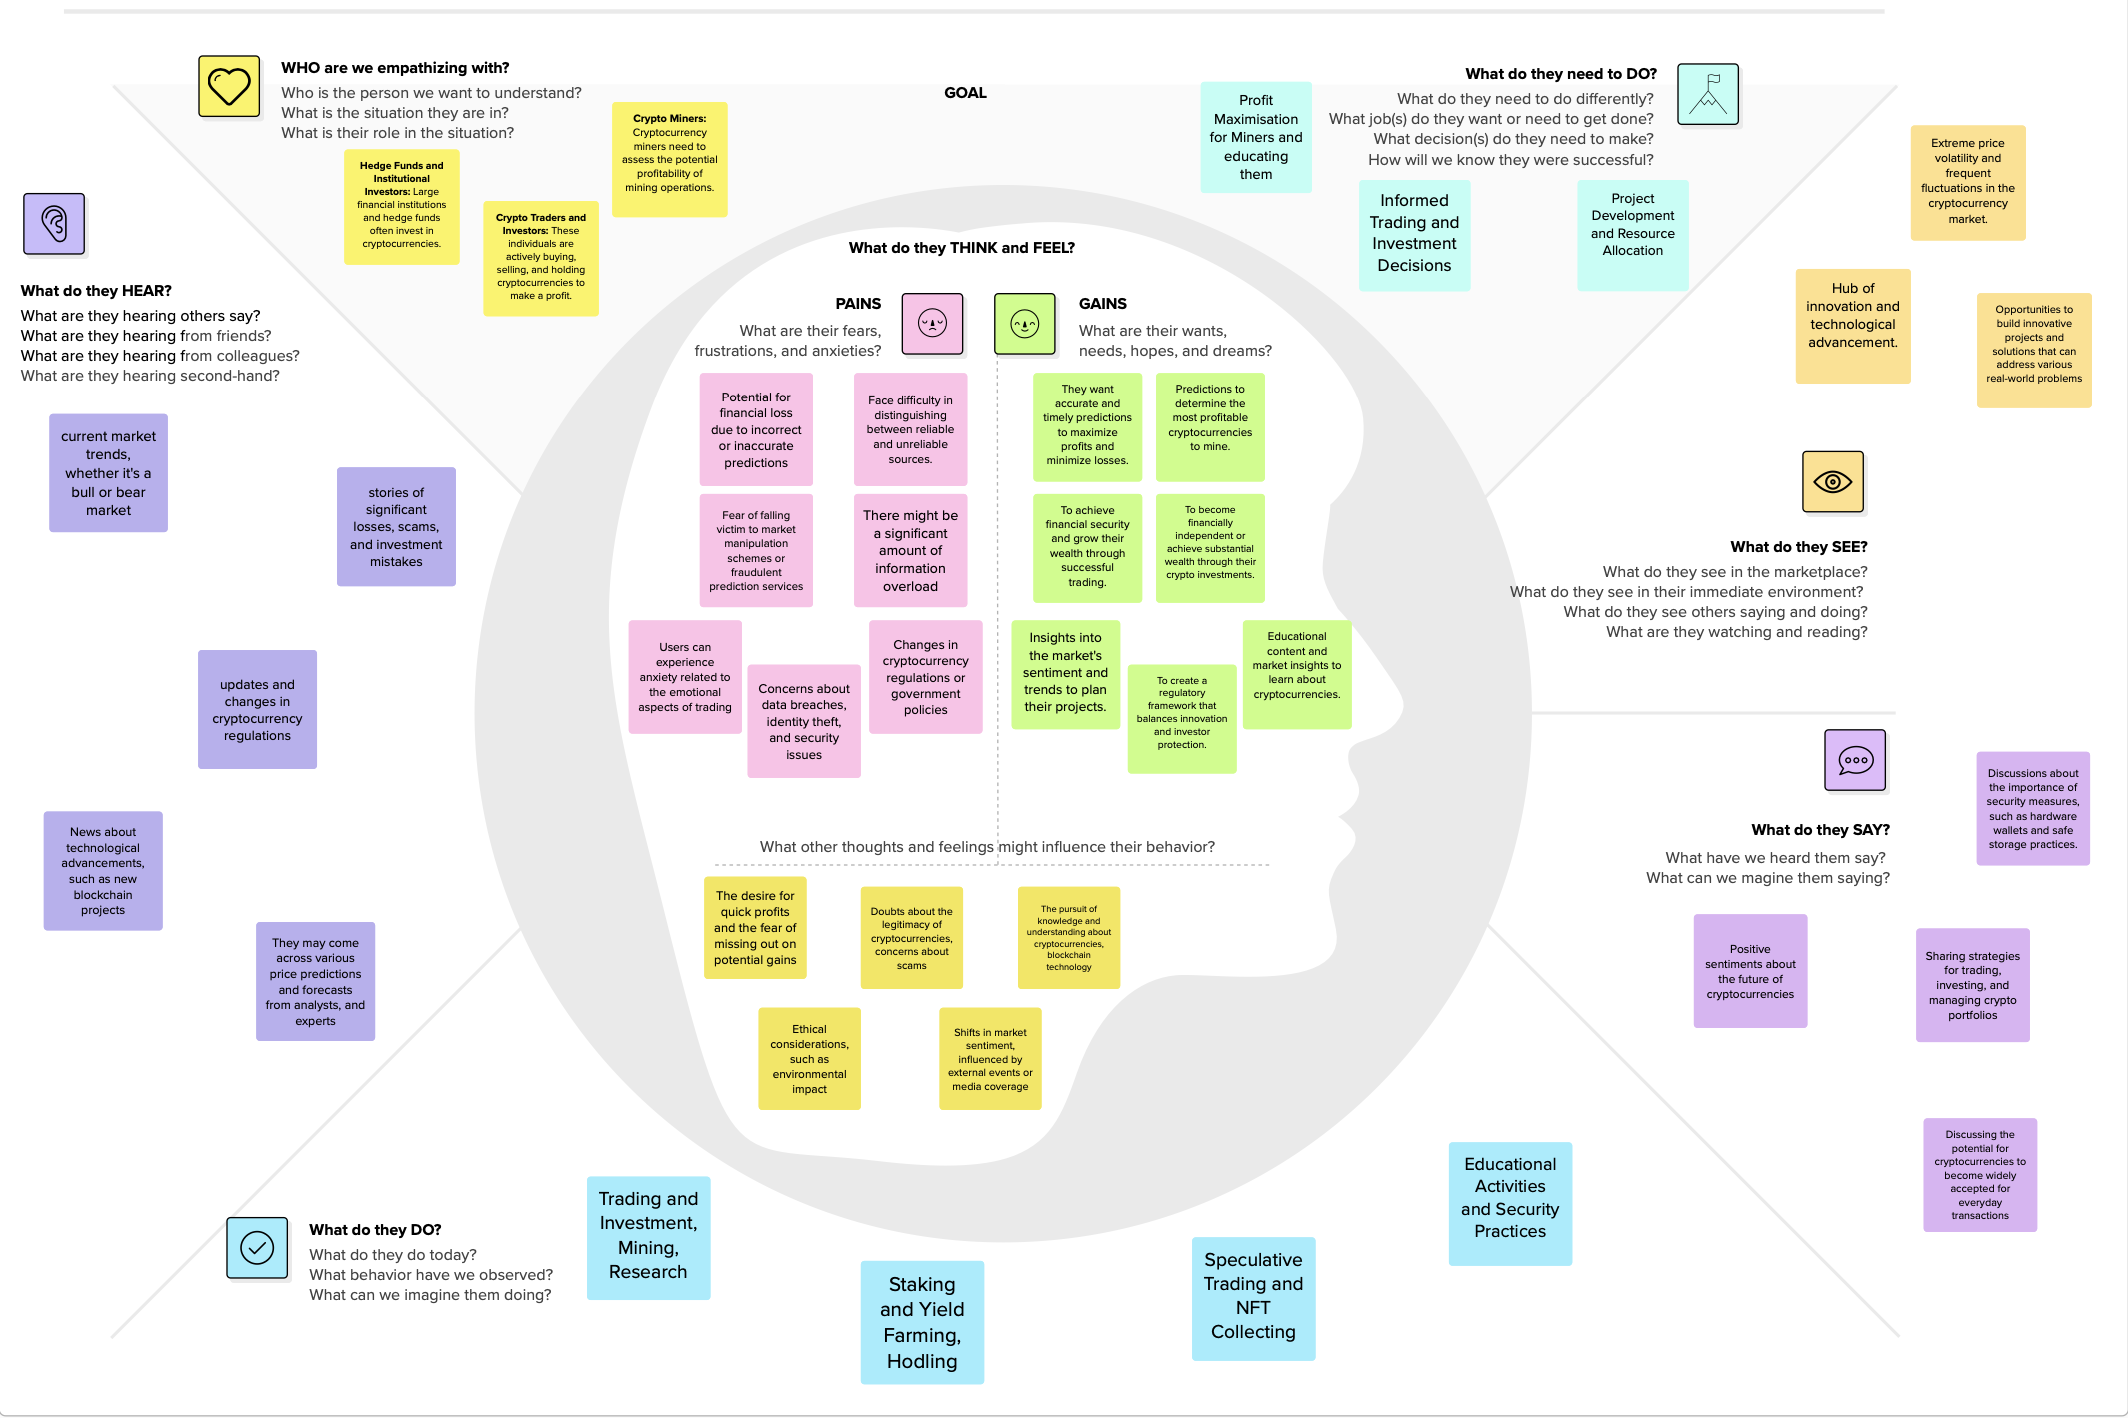 WHO are we empathizing with?
Who is the person we want to understand?
What is the situation they are in?
What is their role in the situation?
Hedge Funds and
Institutional
Investors: Large
financial institutions
and hedge funds
often invest in
cryptocurrencies.
Crypto Traders and
Investors: These
individuals are
actively buying,
selling, and holding
cryptocurrencies to
make a profit.
Crypto Miners:
Cryptocurrency
miners need to
assess the potential
profitability of
mining operations.
GOAL
Profit
Maximisation
for Miners and
educating
them
What do they need to DO?
What do they need to do differently?
What job(s) do they want or need to get done?
What decision(s) do they need to make?
How will we know they were successful?
Informed
Trading and
Investment
Decisions
Project
Development
and Resource
Allocation
Extreme price
volatility and
frequent
fluctuations in the
cryptocurrency
market.
Hub of
innovation and
technological
advancement.
Opportunities to
build innovative
projects and
solutions that can
address various
real-world problems
What do they SEE?
What do they see in the marketplace?
What do they see in their immediate environment?
What do they see others saying and doing?
What are they watching and reading?
What do they HEAR?
What are they hearing others say?
What are they hearing from friends?
What are they hearing from colleagues?
What are they hearing second-hand?
current market
trends,
whether it's a
bull or bear
market
stories of
significant
losses, scams,
and investment
mistakes
updates and
changes in
cryptocurrency
regulations
News about
technological
advancements,
such as new
blockchain
projects
They may come
across various
price predictions
and forecasts
from analysts, and
experts
What do they THINK and FEEL?
PAINS
What are their fears,
frustrations, and anxieties?
Potential for
financial loss
due to incorrect
or inaccurate
predictions
Face difficulty in
distinguishing
between reliable
and unreliable
sources.
Fear of falling
victim to market
manipulation
schemes or
fraudulent
prediction services
There might be
a significant
amount of
information
overload
Users can
experience
anxiety related to
the emotional
aspects of trading
Concerns about
data breaches,
identity theft,
and security
issues
Changes in
cryptocurrency
regulations or
government
policies
GAINS
What are their wants,
needs, hopes, and dreams?
They want
accurate and
timely predictions
to maximize
profits and
minimize losses.
Predictions to
determine the
most profitable
cryptocurrencies
to mine.
To achieve
financial security
and grow their
wealth through
successful
trading.
To become
financially
independent or
achieve substantial
wealth through their
crypto investments.
Insights into
the market's
sentiment and
trends to plan
their projects.
To create a
regulatory
framework that
balances innovation
and investor
protection.
Educational
content and
market insights to
learn about
cryptocurrencies.
What other thoughts and feelings might influence their behavior?
The desire for
quick profits
and the fear of
missing out on
potential gains
Doubts about the
legitimacy of
cryptocurrencies,
concerns about
scams
The pursuit of
knowledge and
understanding about
cryptocurrencies,
blockchain
technology
Ethical
considerations,
such as
environmental
impact
Shifts in market
sentiment,
influenced by
external events or
media coverage
What do they SAY?
What have we heard them say?
What can we magine them saying?
Discussions about
the importance of
security measures,
such as hardware
wallets and safe
storage practices.
Positive
sentiments about
the future of
cryptocurrencies
Sharing strategies
for trading,
investing, and
managing crypto
portfolios
Discussing the
potential for
cryptocurrencies to
become widely
accepted for
everyday
transactions
What do they DO?
What do they do today?
What behavior have we observed?
What can we imagine them doing?
Trading and
Investment,
Mining,
Research
Staking
and Yield
Farming,
Hodling
Speculative
Trading and
NFT
Collecting
Educational
Activities
and Security
Practices